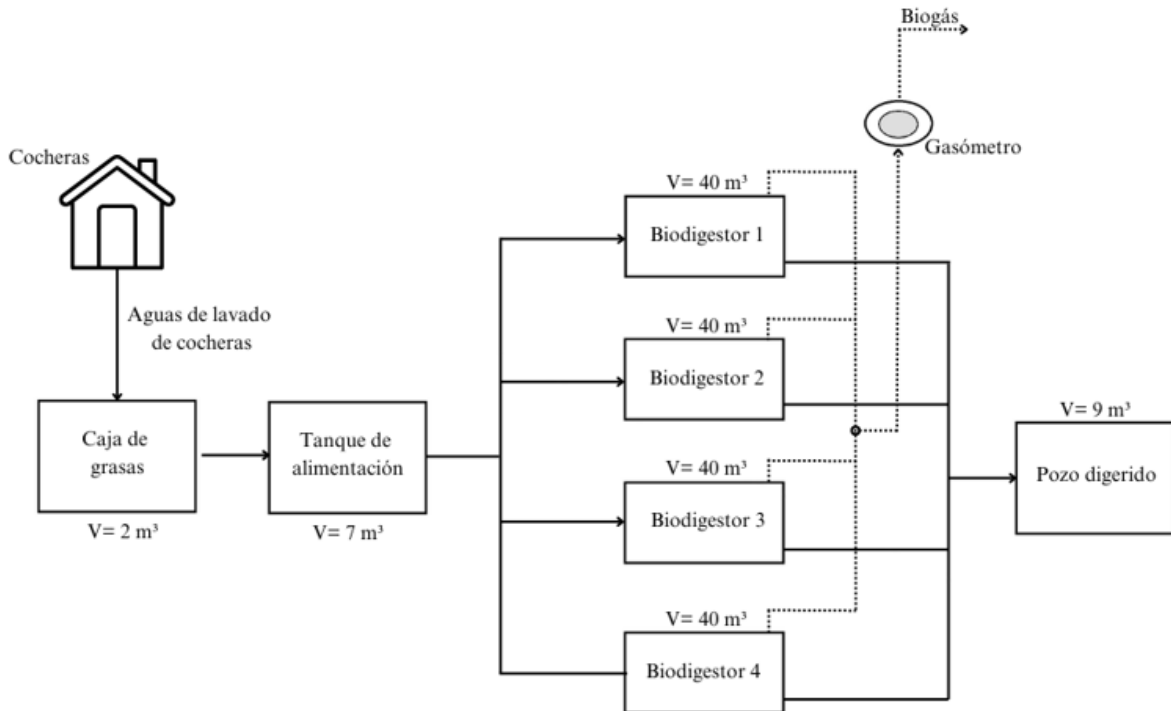 Biogás
Gasómetro
Cocheras
Aguas de lavado
de cocheras
Caja de
grasas
V= 2 m³
Tanque de
alimentación
V= 7 m³
V= 40 m³
Biodigestor 1
V= 40 m³
Biodigestor 2
V= 40 m³
Biodigestor 3
V= 40 m³
Biodigestor 4
V= 9 m³
Pozo digerido